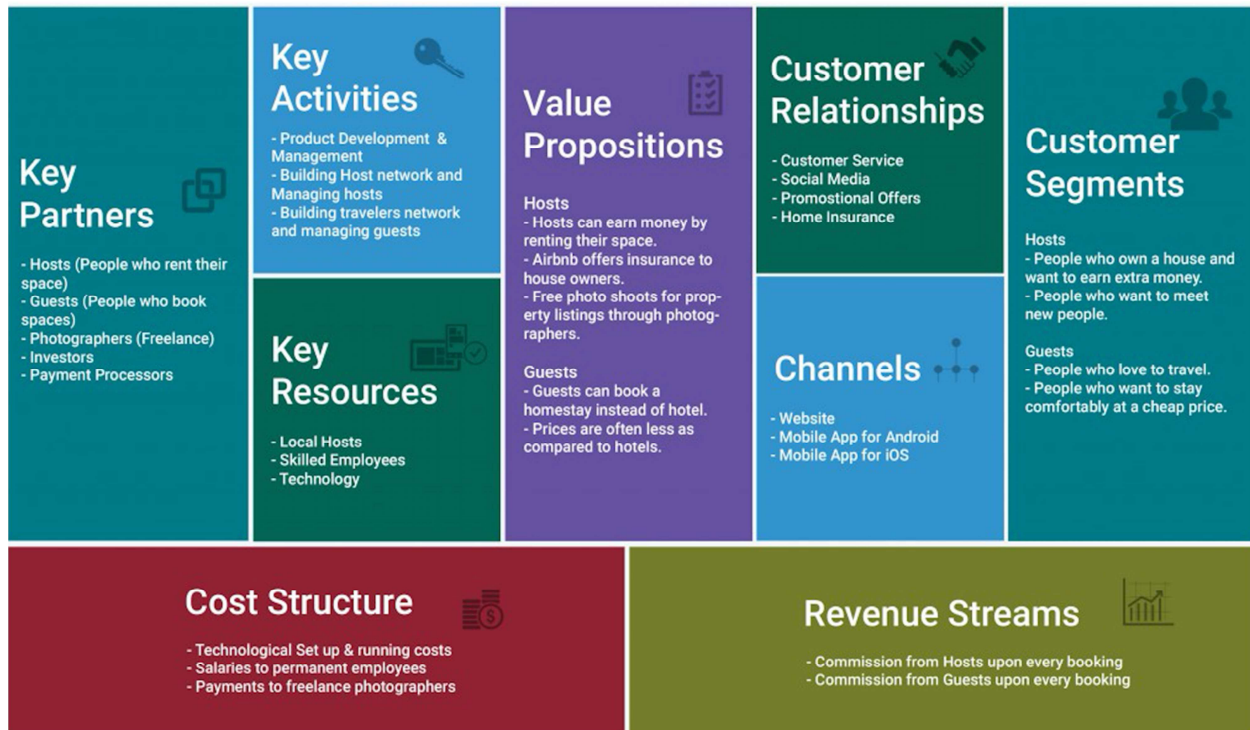 Key
Partners
- Hosts (People who rent their
space)
- Guests (People who book
spaces)
- Photographers (Freelance)
- Investors
- Payment Processors
Key
Activities
- Product Development &
Management
- Building Host network and
Managing hosts
- Building travelers network
and managing guests
Key
Resources
- Local Hosts
- Skilled Employees
- Technology
Value
Propositions
Hosts
- Hosts can earn money by
renting their space.
- Airbnb offers insurance to
house owners.
- Free photo shoots for prop-
erty listings through photog-
raphers.
Guests
- Guests can book a
homestay instead of hotel.
- Prices are often less as
compared to hotels.
Customer
Relationships
- Customer Service
- Social Media
- Promostional Offers
- Home Insurance
Channels
- Website
- Mobile App for Android
- Mobile App for iOS
Customer
Segments
Hosts
- People who own a house and
want to earn extra money.
- People who want to meet
new people.
Guests
- People who love to travel.
- People who want to stay
comfortably at a cheap price.
Cost Structure
- Technological Set up & running costs
- Salaries to permanent employees
- Payments to freelance photographers
Revenue Streams
- Commission from Hosts upon every booking
- Commission from Guests upon every booking